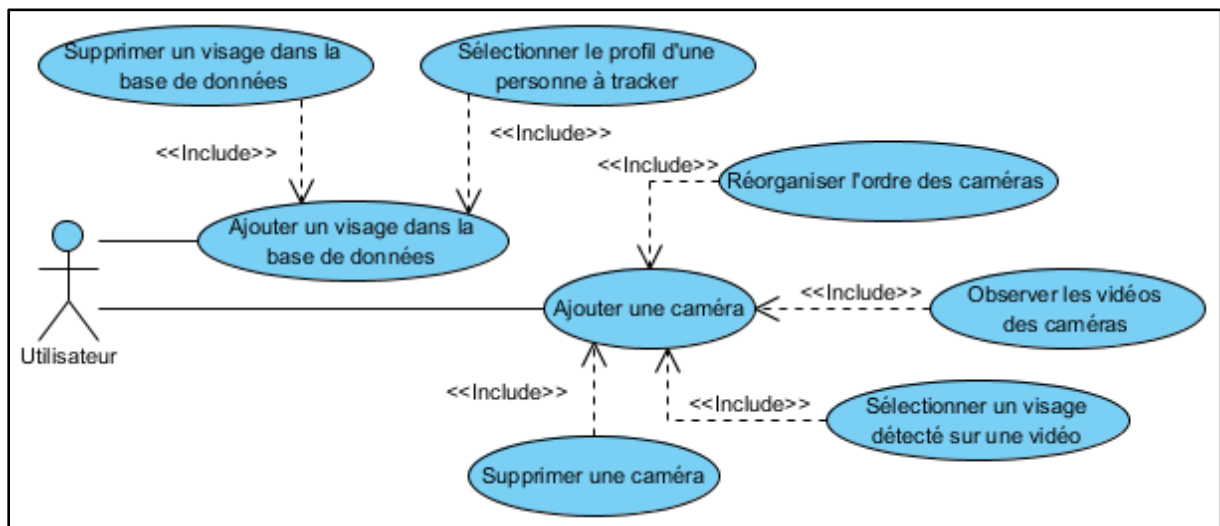 Supprimer un visage dans la
base de données
Sélectionner le profil d'une
personne à tracker
<<Include>>
<<Include>>
<<Include>>
Réorganiser l'ordre des caméras
Ajouter un visage dans la
base de données
Utilisateur
Ajouter une caméra
<<Include>>
Observer les vidéos
des caméras
<<Include>>
<<Include>>
Sélectionner un visage
détecté sur une vidéo
Supprimer une caméra